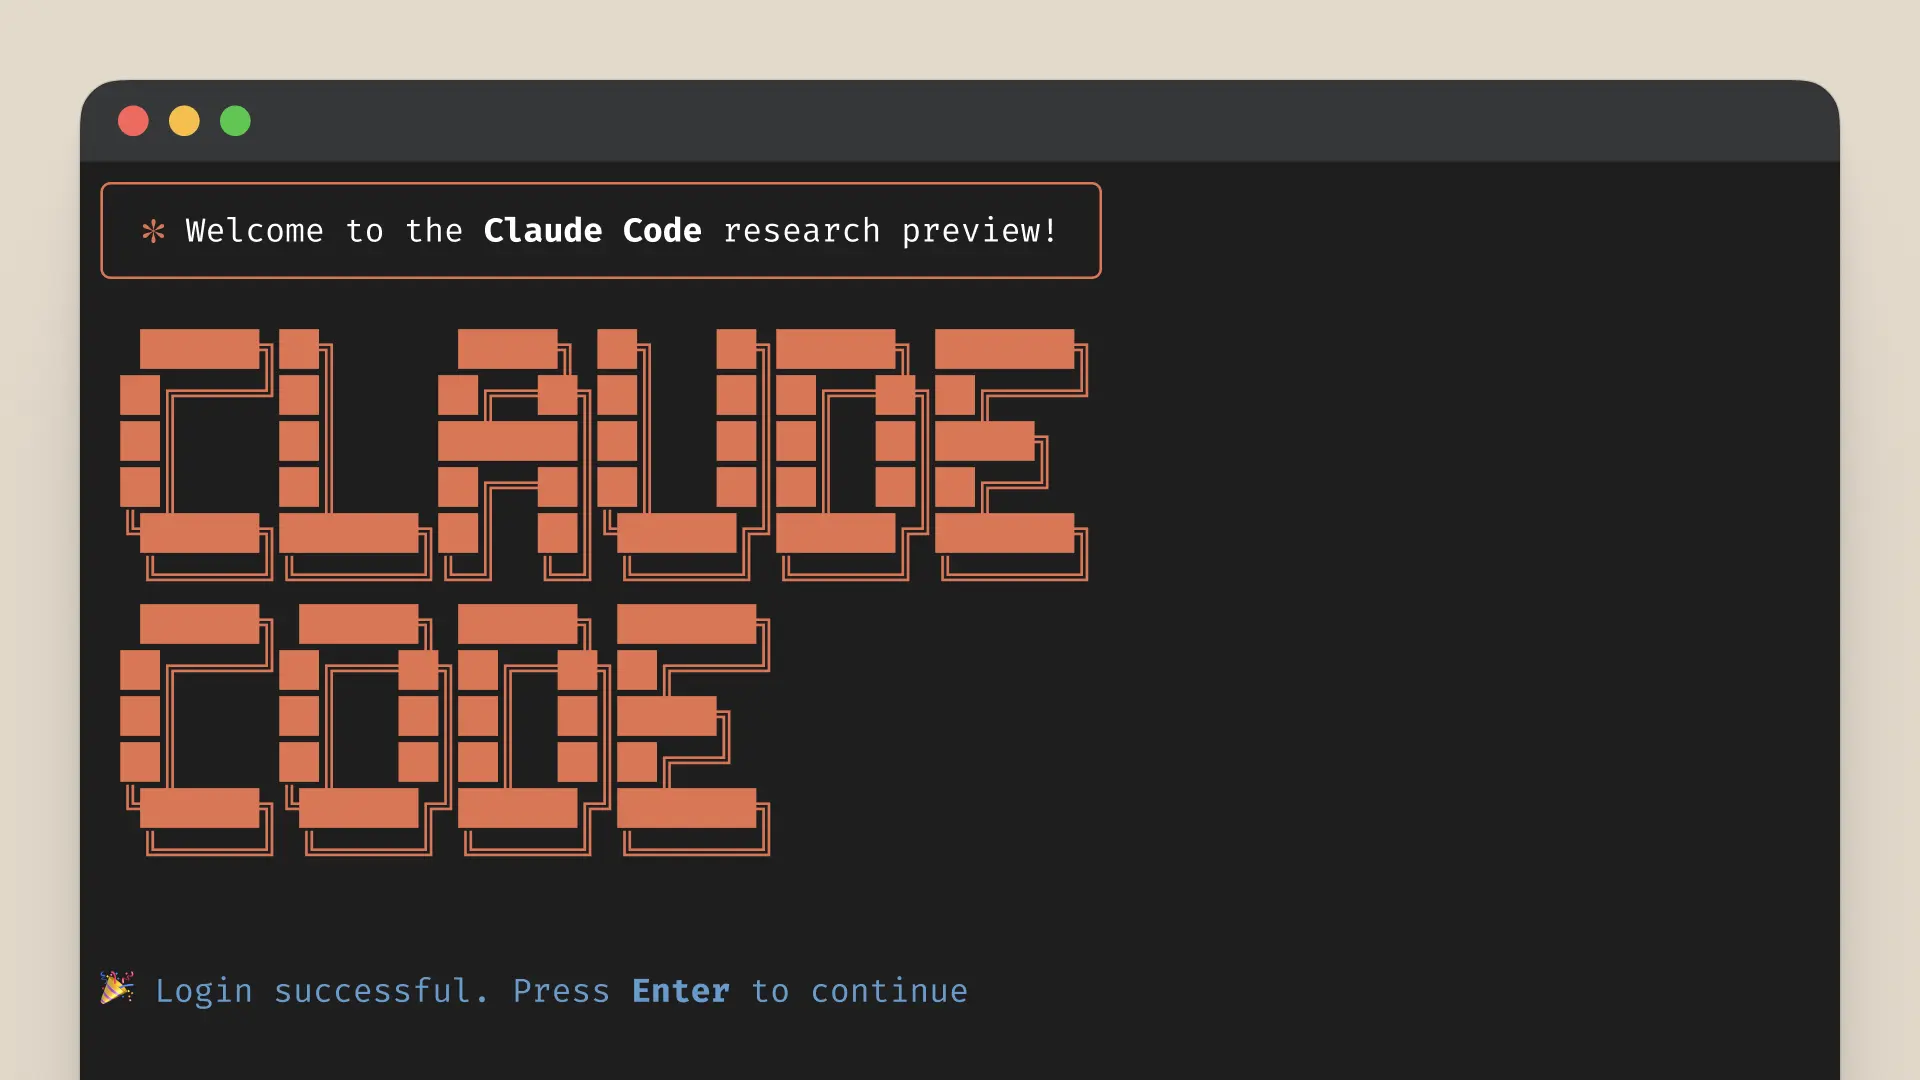 ✻ Welcome to the Claude Code research preview!
CLAUDE
CODE
🎉 Login successful. Press Enter to continue